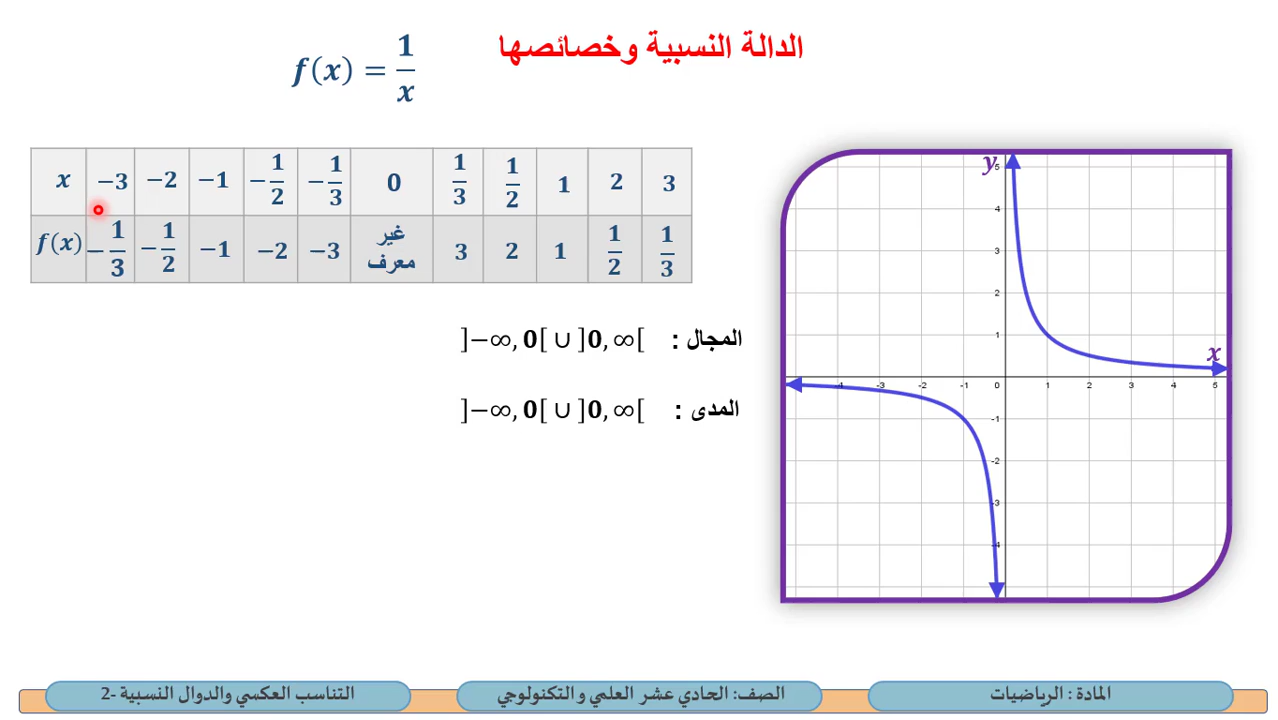 الدالة النسبية وخصائصها
f(x) = 1/x
x −3 −2 −1 −1/2 −1/3 0 1/3 1/2 1 2 3
f(x) −1/3 −1/2 −1 −2 −3 غير معرف 3 2 1 1/2 1/3
المجال : ]−∞, 0[ ∪ ]0, ∞[
المدى : ]−∞, 0[ ∪ ]0, ∞[
y
5
3
2
1
x
-4 -3 -2 -1 0 1 2 3 4 5
-1
-2
-3
-4
المادة : الرياضيات
الصف: الحادي عشر العلمي والتكنولوجي
التناسب العكسي والدوال النسبية -2